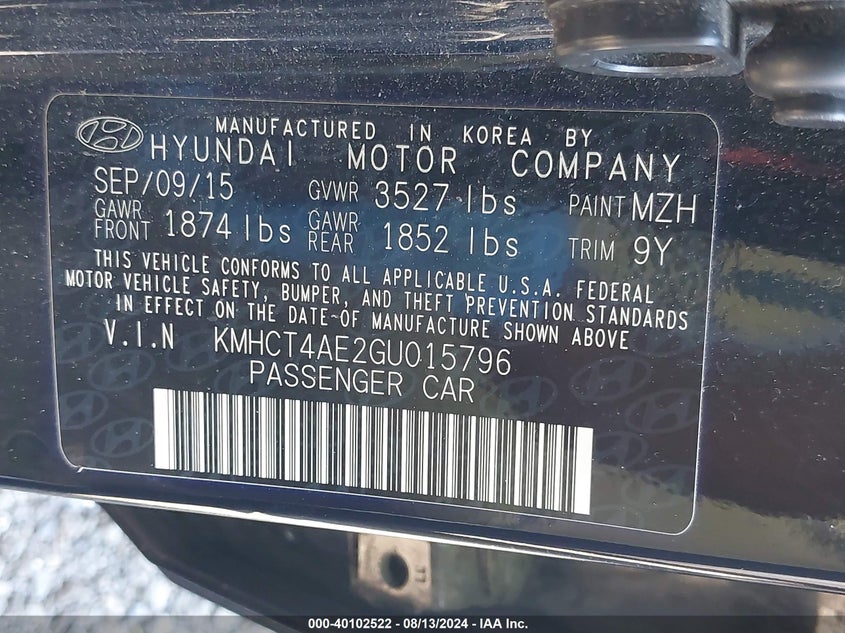 MANUFACTURED IN KOREA BY
HYUNDAI MOTOR COMPANY
SEP/09/15 GVWR 3527 lbs PAINT MZH
GAWR FRONT 1874 lbs GAWR REAR 1852 lbs TRIM 9Y
THIS VEHICLE CONFORMS TO ALL APPLICABLE U.S.A. FEDERAL
MOTOR VEHICLE SAFETY, BUMPER, AND THEFT PREVENTION STANDARDS
IN EFFECT ON THE DATE OF MANUFACTURE SHOWN ABOVE
V.I.N KMHCT4AE2GU015796
PASSENGER CAR
000-40102522 - 08/13/2024 - IAA Inc.